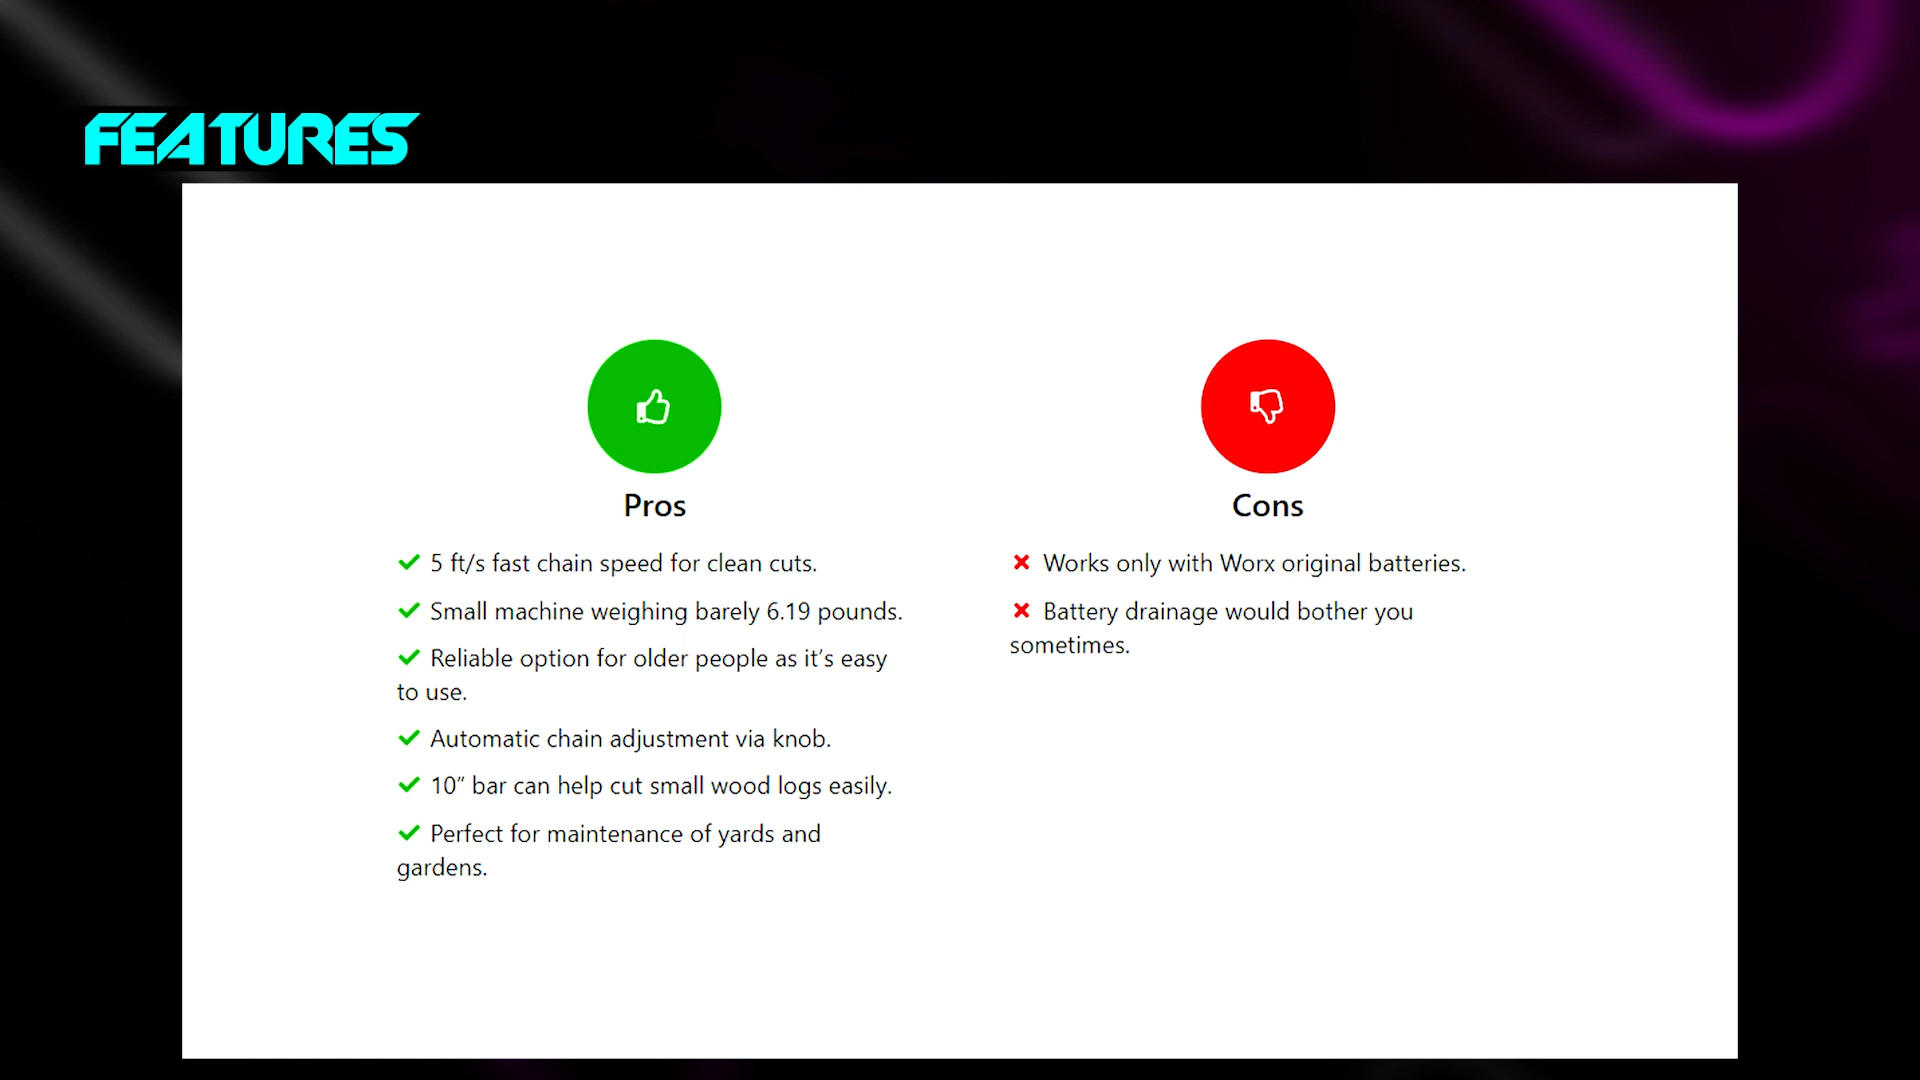 FEATURES
Pros
5 ft/s fast chain speed for clean cuts.
Small machine weighing barely 6.19 pounds.
Reliable option for older people as it’s easy
to use.
Automatic chain adjustment via knob.
10” bar can help cut small wood logs easily.
Perfect for maintenance of yards and
gardens.
Cons
Works only with Worx original batteries.
Battery drainage would bother you
sometimes.